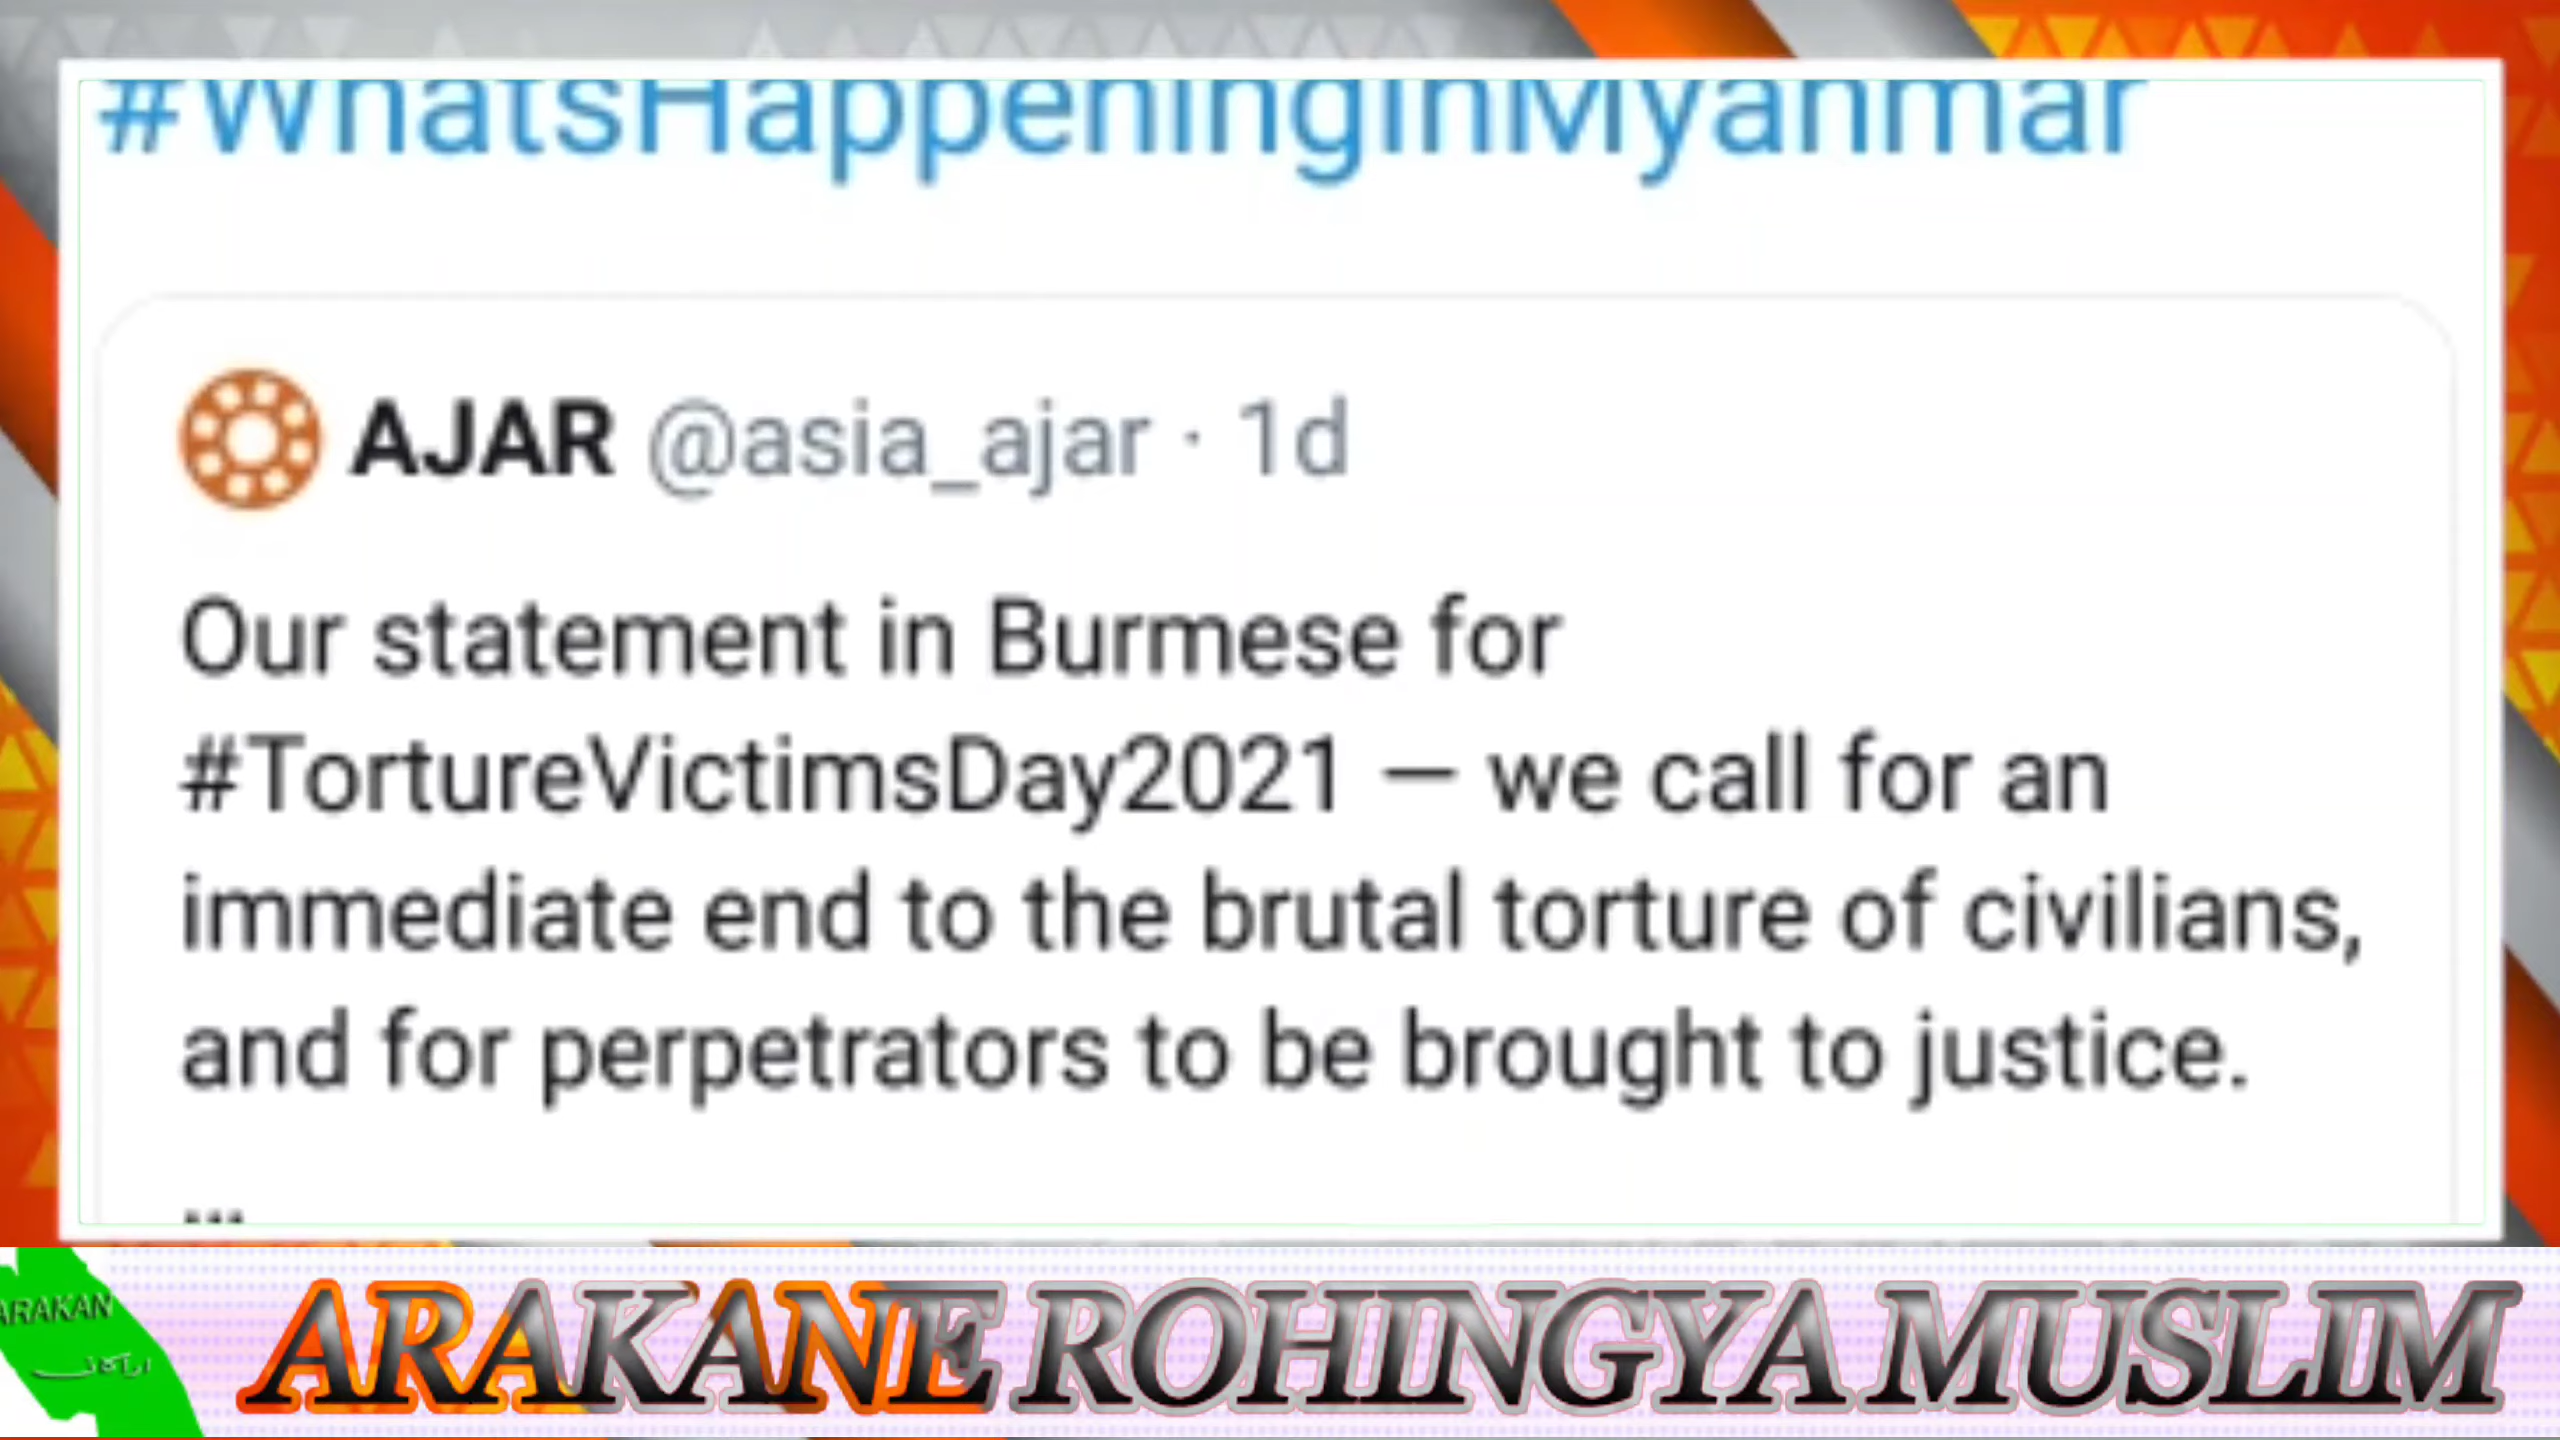 #WhatsHappeningInMyanmar
AJAR @asia_ajar · 1d
Our statement in Burmese for
#TortureVictimsDay2021 — we call for an
immediate end to the brutal torture of civilians,
and for perpetrators to be brought to justice.
...
ARAKAN
ARAKANE ROHINGYA MUSLIM